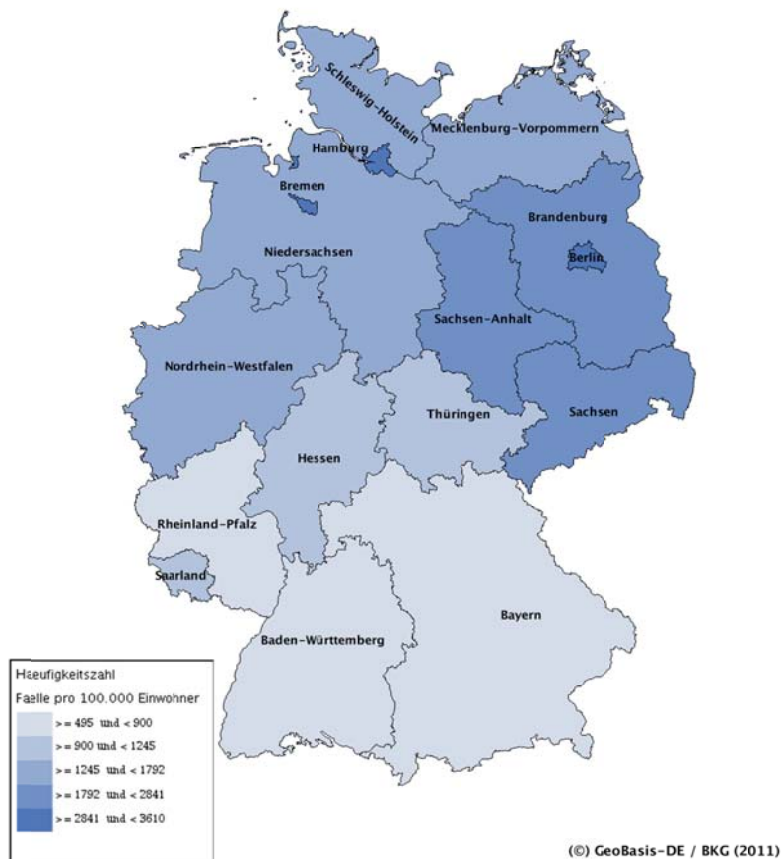 Schleswig-Holstein
Mecklenburg-Vorpommern
Hamburg
Bremen
Brandenburg
Berlin
Niedersachsen
Sachsen-Anhalt
Nordrhein-Westfalen
Thüringen
Sachsen
Hessen
Rheinland-Pfalz
Saarland
Bayern
Baden-Württemberg
Haeufigkeitszahl
Faelle pro 100.000 Einwohner
>= 495 und < 900
>= 900 und < 1245
>= 1245 und < 1792
>= 1792 und < 2841
>= 2841 und < 3610
(©) GeoBasis-DE / BKG (2011)